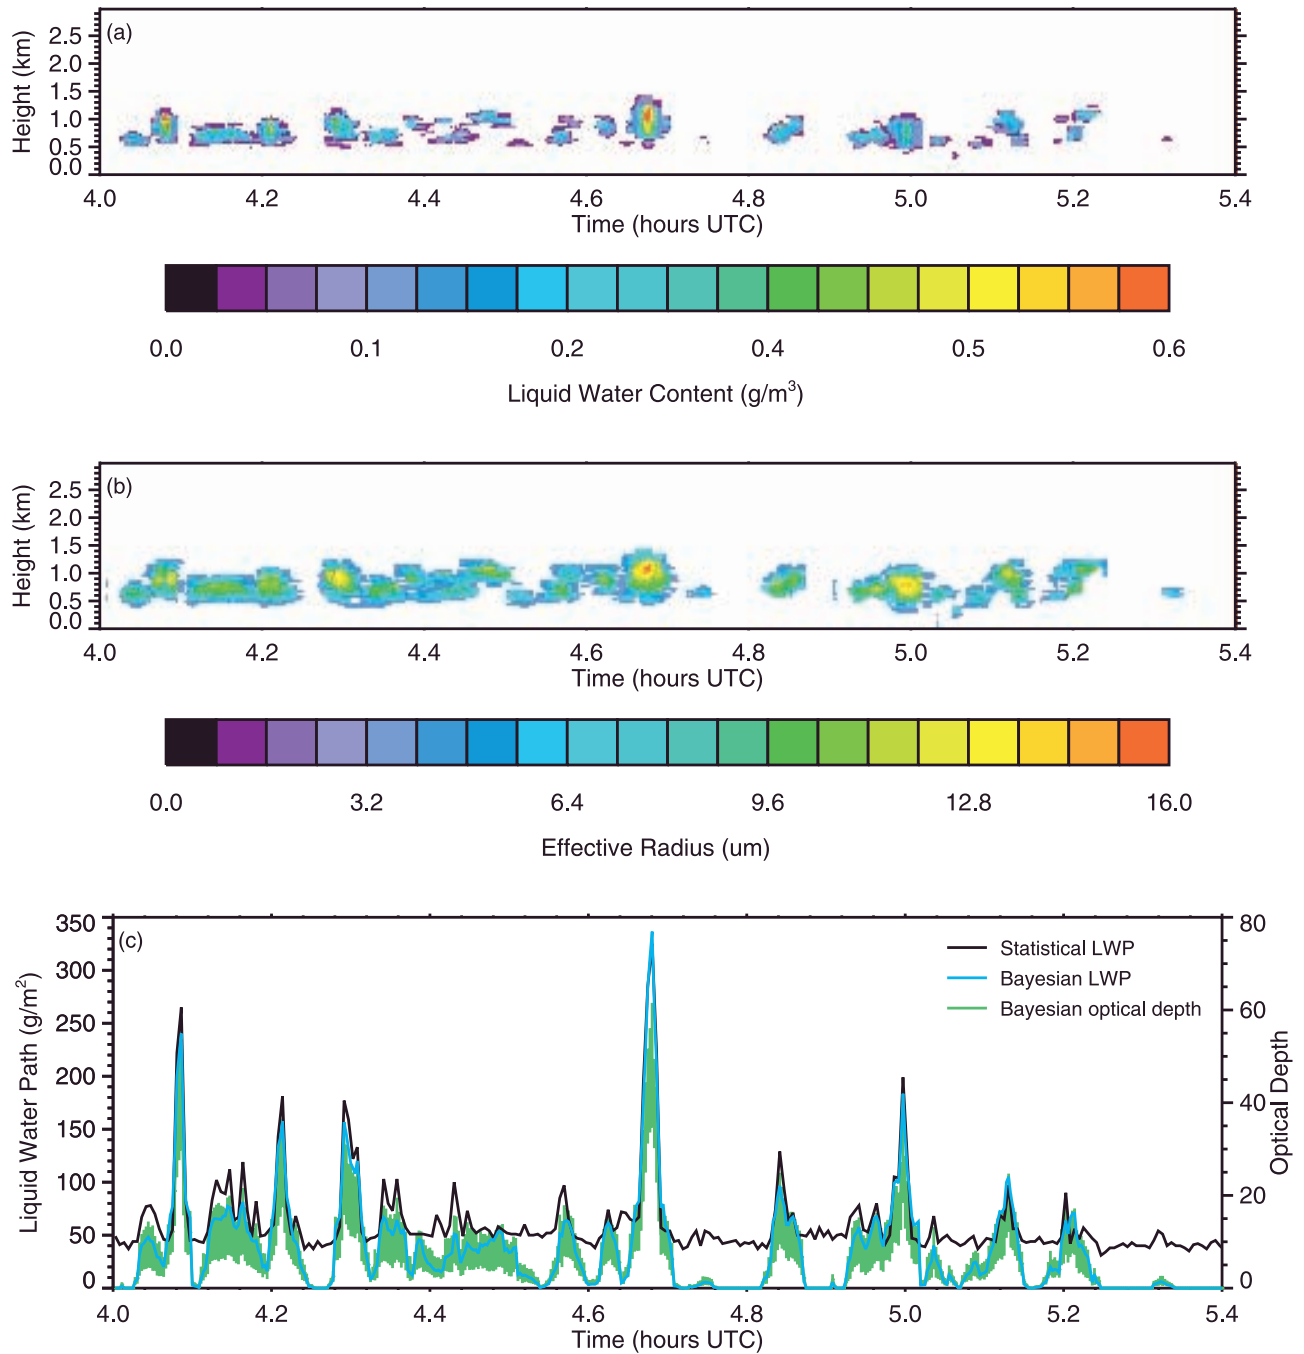 (a)
Height (km)
2.5
2.0
1.5
1.0
0.5
0.0
4.0 4.2 4.4 4.6 4.8 5.0 5.2 5.4
Time (hours UTC)
0.0 0.1 0.2 0.4 0.5 0.6
Liquid Water Content (g/m³)
(b)
Height (km)
2.5
2.0
1.5
1.0
0.5
0.0
4.0 4.2 4.4 4.6 4.8 5.0 5.2 5.4
Time (hours UTC)
0.0 3.2 6.4 9.6 12.8 16.0
Effective Radius (um)
(c)
Liquid Water Path (g/m²)
350
300
250
200
150
100
50
0
Statistical LWP
Bayesian LWP
Bayesian optical depth
80
60
40
20
0
Optical Depth
4.0 4.2 4.4 4.6 4.8 5.0 5.2 5.4
Time (hours UTC)